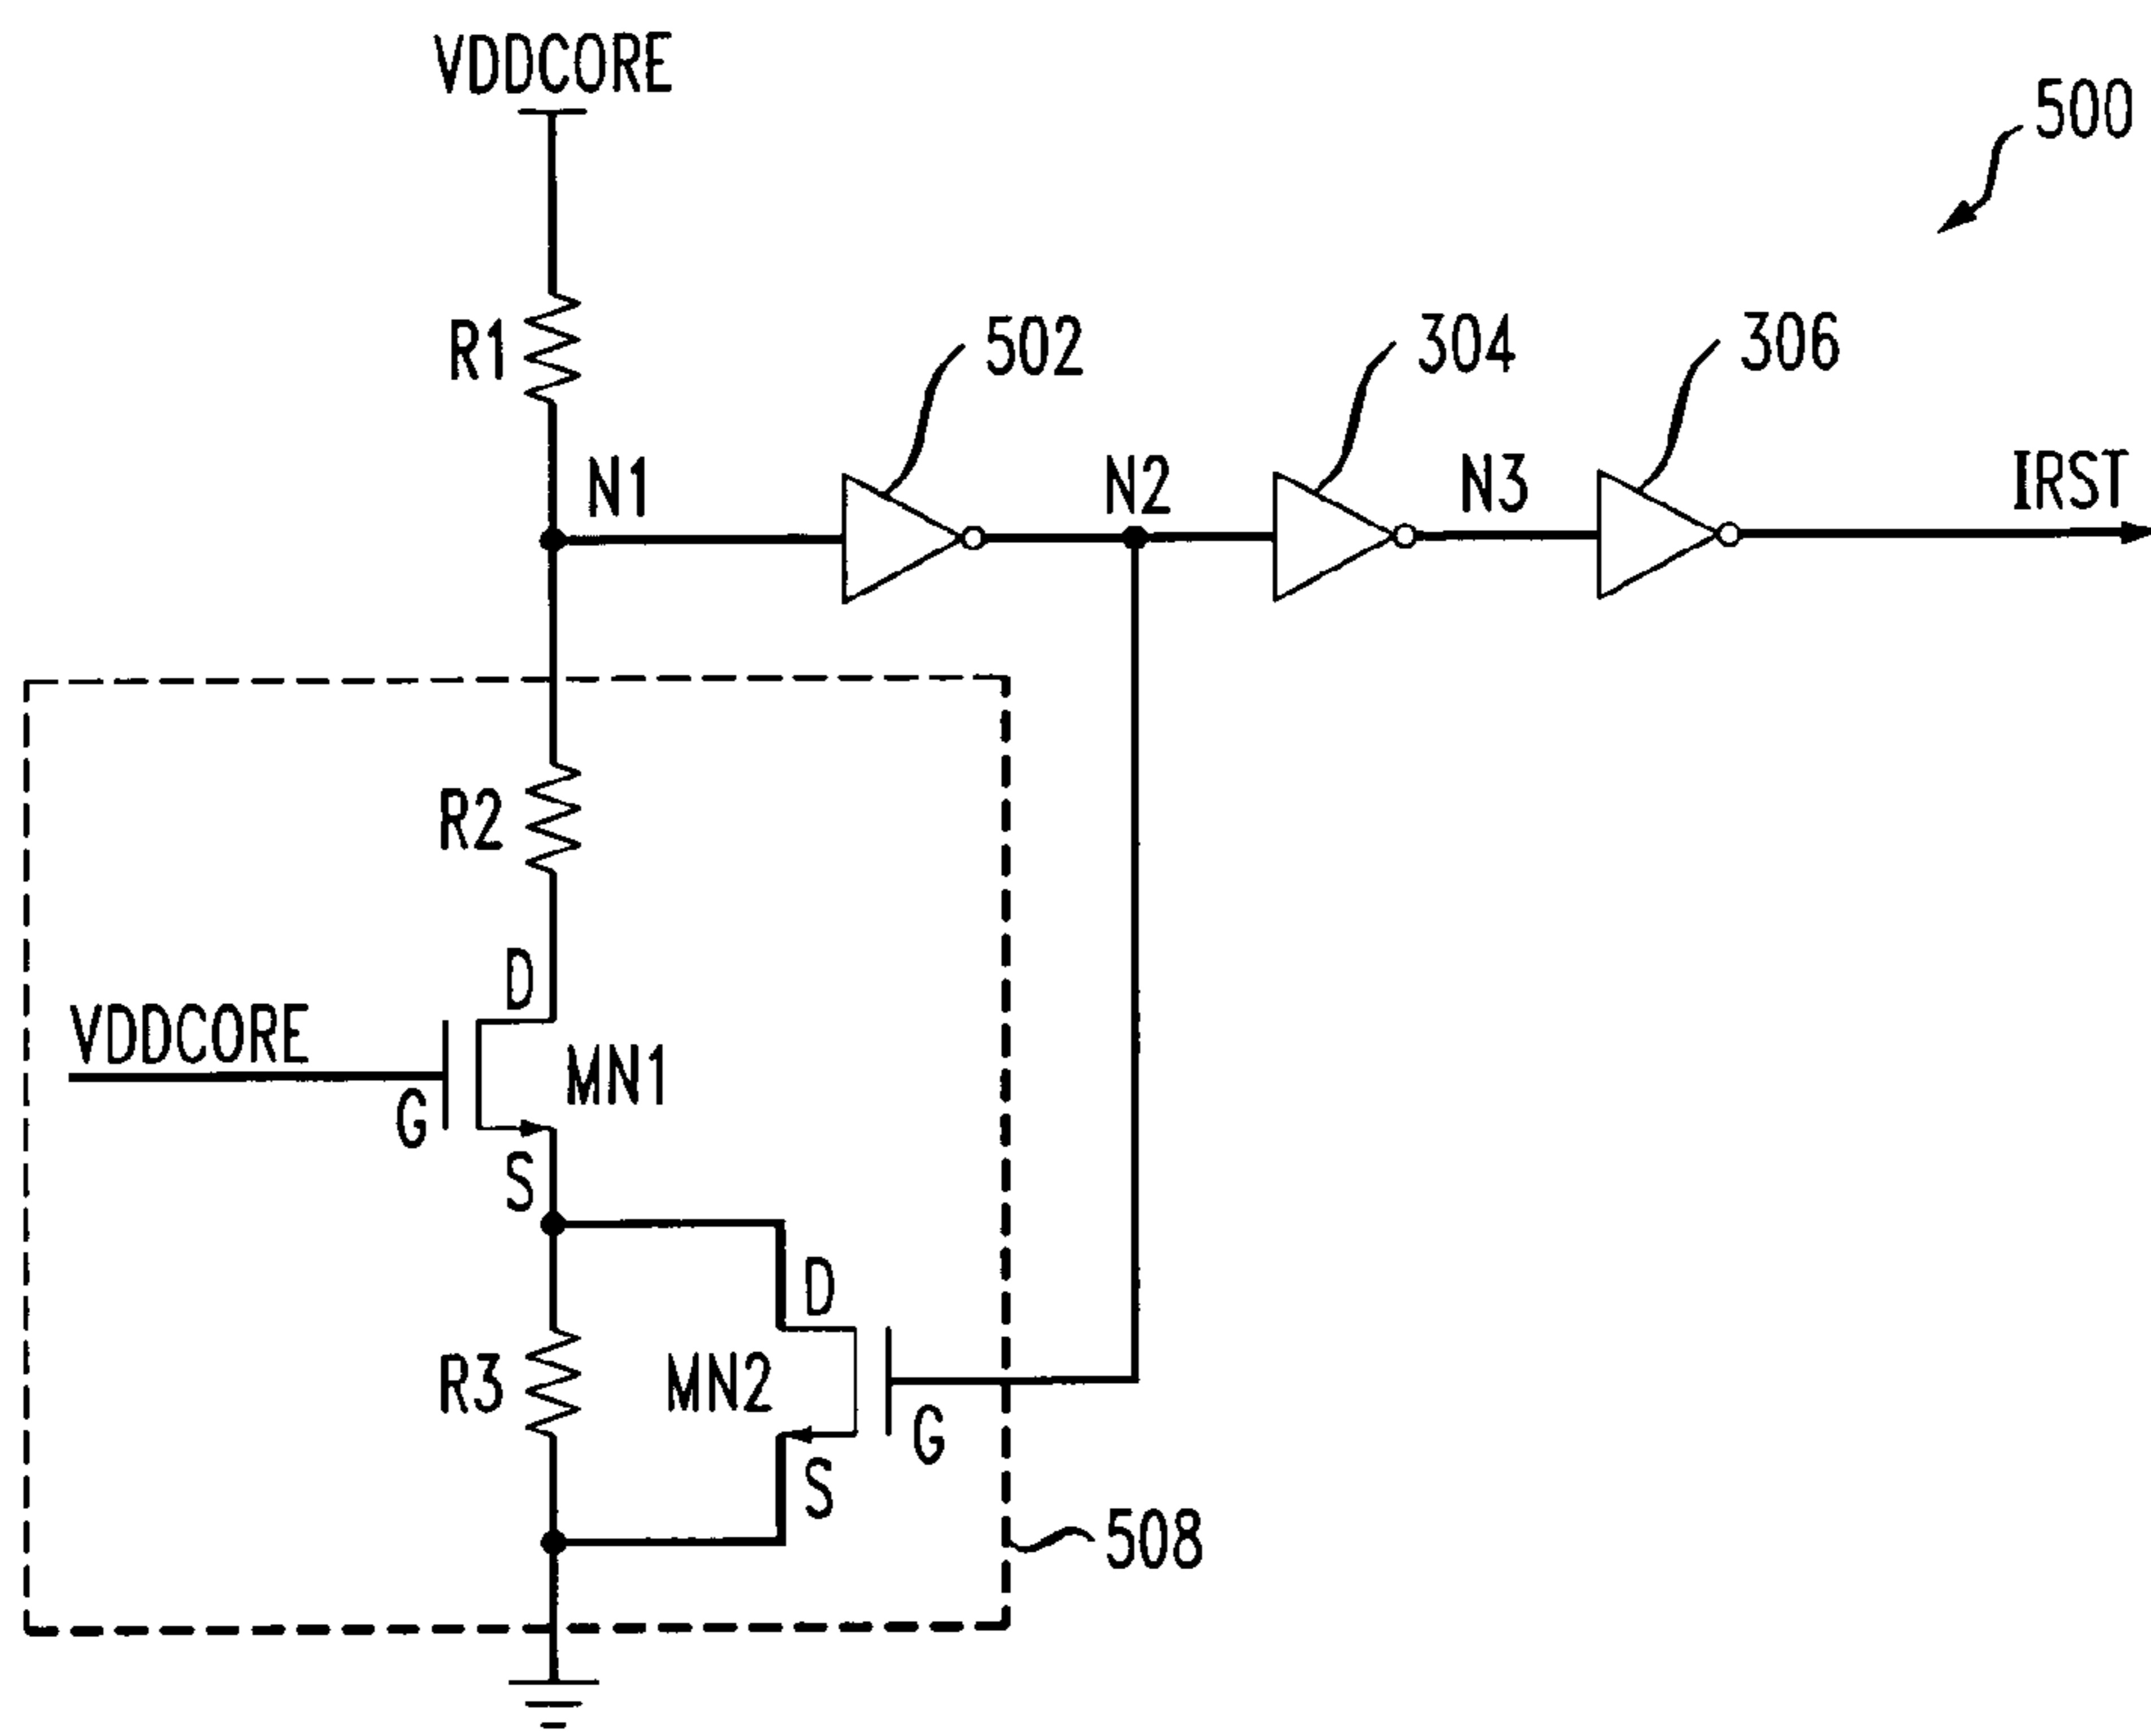 VDDCORE
500
R1
502
304
306
N1
N2
N3
IRST
R2
D
VDDCORE
G
MN1
S
D
R3
MN2
G
S
508